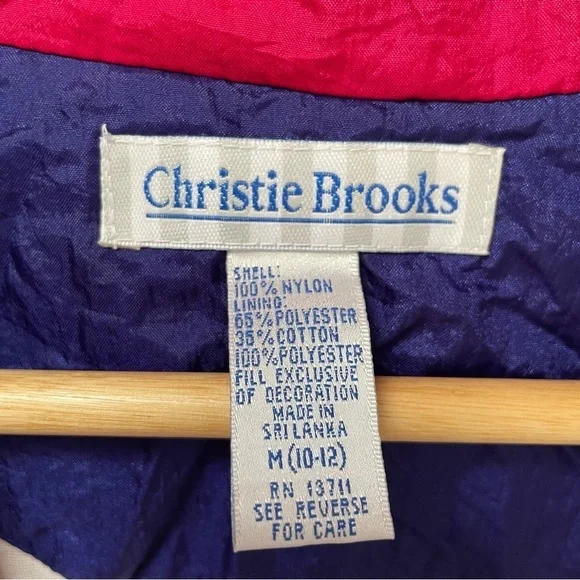 Christie Brooks
SHELL:
100% NYLON
LINING:
65% POLYESTER
35% COTTON
100% POLYESTER
FILL EXCLUSIVE
OF DECORATION
MADE IN
SRI LANKA
M (10-12)
RN 13711
SEE REVERSE
FOR CARE